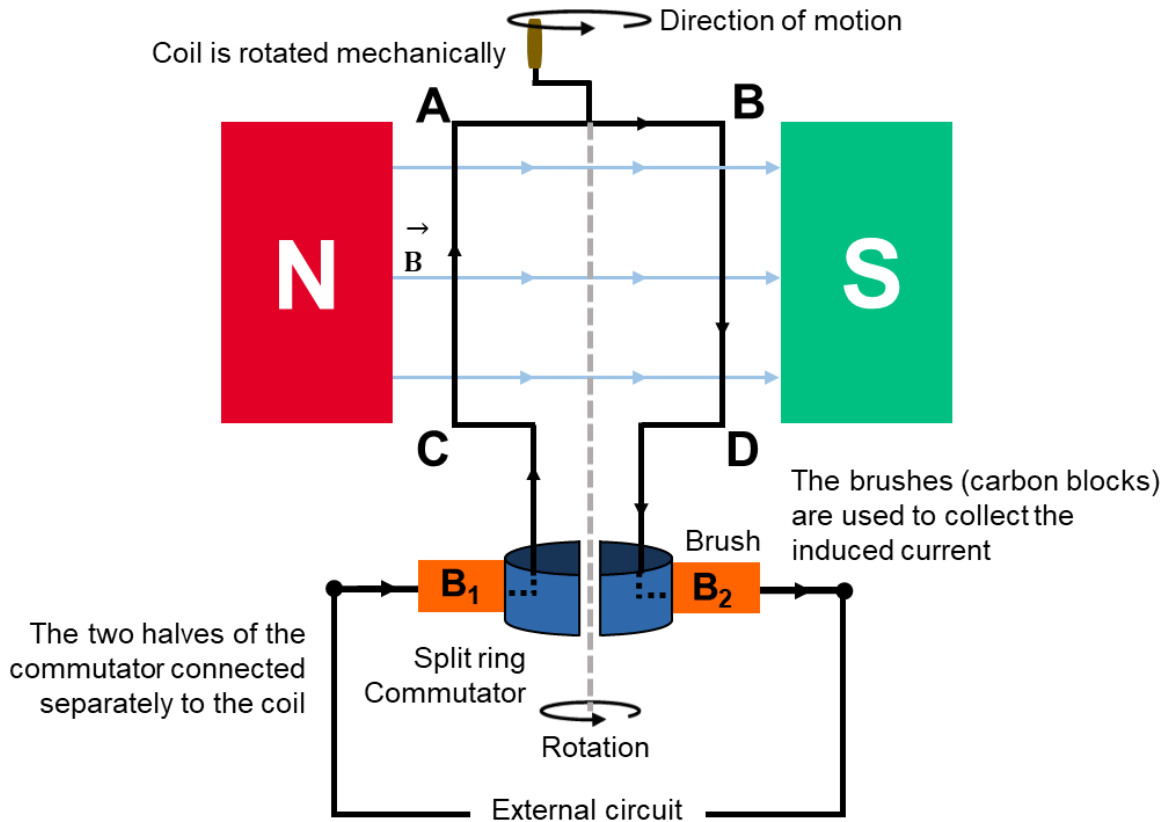 Direction of motion
Coil is rotated mechanically
A
B
N
B
S
C
D
The brushes (carbon blocks)
are used to collect the
induced current
Brush
B₁
B₂
The two halves of the
commutator connected
separately to the coil
Split ring
Commutator
Rotation
External circuit